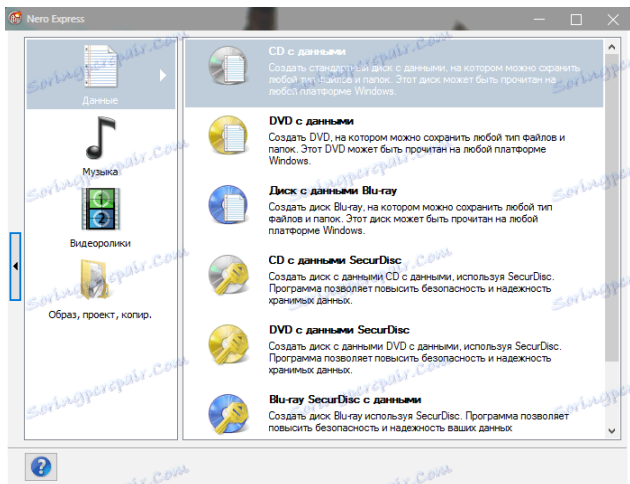 Nero Express
Данные
Музыка
Видеоролики
Образ, проект, копир.
CD с данными
Создать стандартный диск с данными, на котором можно схранить
любой тип файлов и папок. Этот диск может быть прочитан на
любой платформе Windows.
DVD с данными
Создать DVD, на котором можно сохранить любой тип файлов и
папок. Этот DVD может быть прочитан на любой платформе
Windows.
Диск с данными Blu-ray
Создать диск Blu-ray, на котором можно сохранить любой тип
файлов и папок. Этот диск может быть прочитан на любой
платформе Windows.
CD с данными SecurDisc
Создать диск с данными CD с данными, используя SecurDisc.
Программа позволяет повысить безопасность и надежность
хранимых данных.
DVD с данными SecurDisc
Создать диск с данными DVD с данными, используя SecurDisc.
Программа позволяет повысить безопасность и надежность
хранимых данных.
Blu-ray SecurDisc с данными
Создать диск Blu-ray используя SecurDisc. Программа позволяет
повысить безопасность и надежность ваших данных
1
2
?
Soringpcrepair.Com